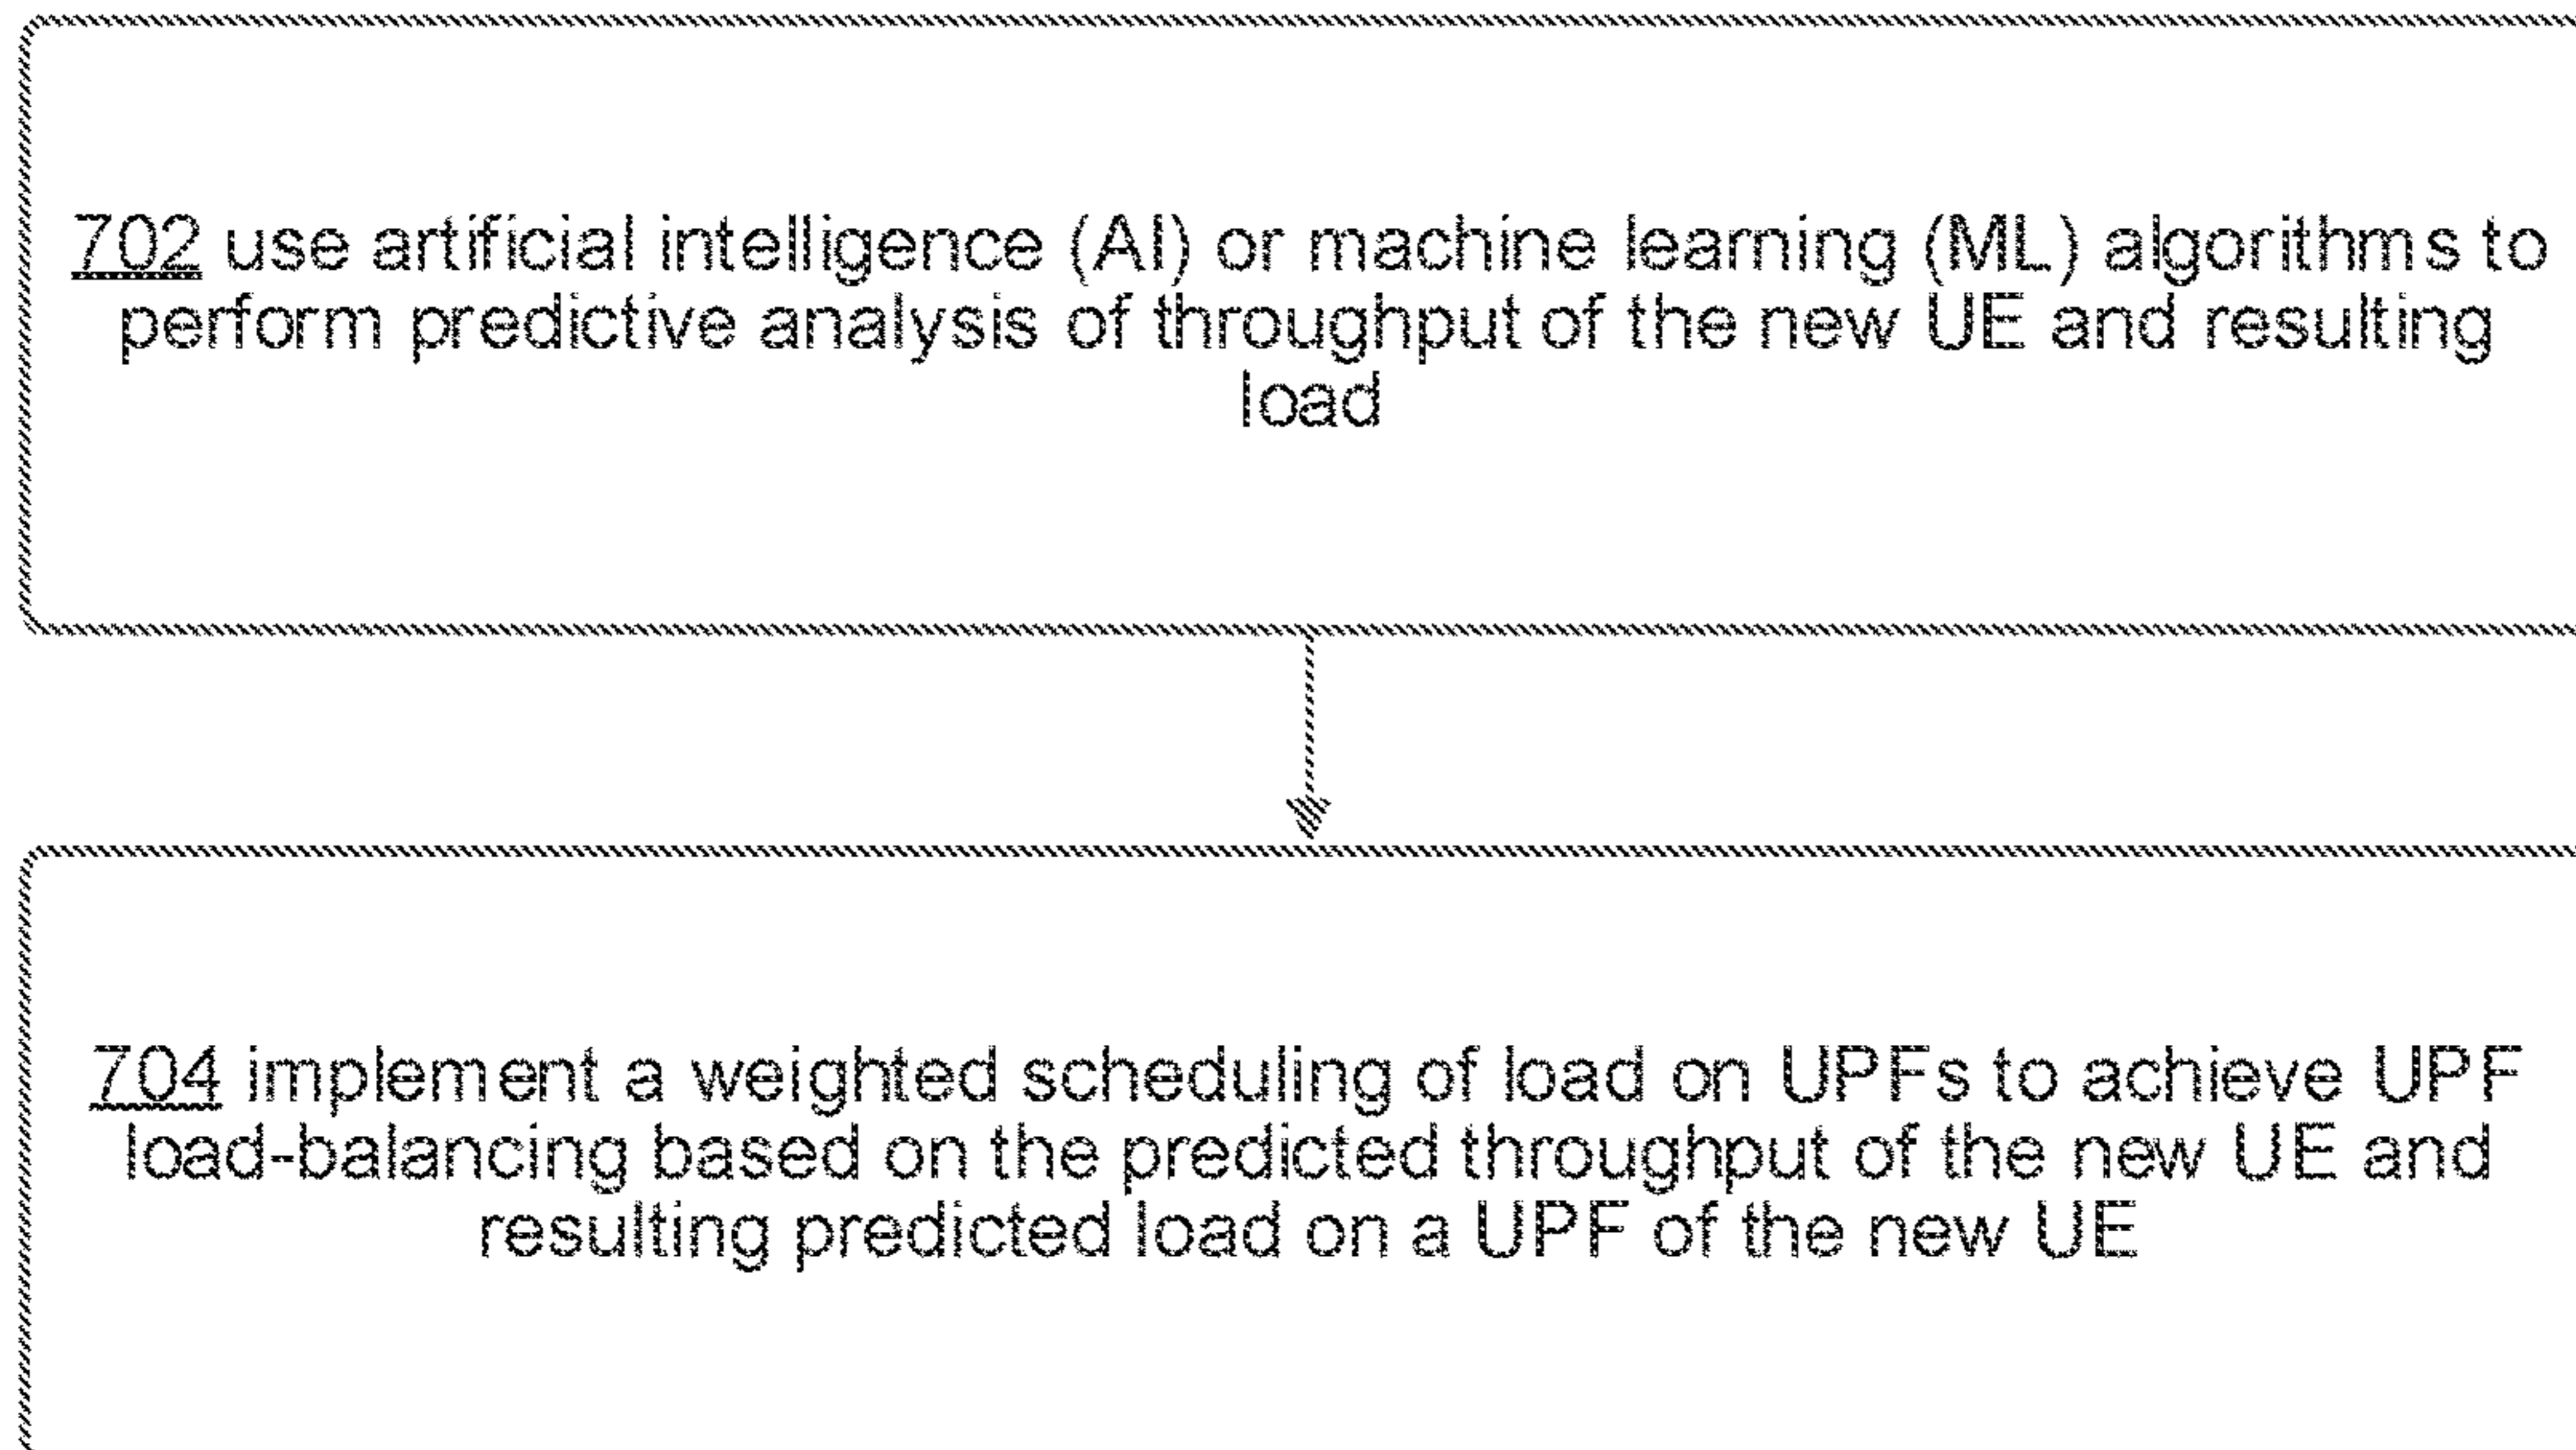 702 use artificial intelligence (AI) or machine learning (ML) algorithms to
perform predictive analysis of throughput of the new UE and resulting
load
704 implement a weighted scheduling of load on UPFs to achieve UPF
load-balancing based on the predicted throughput of the new UE and
resulting predicted load on a UPF of the new UE